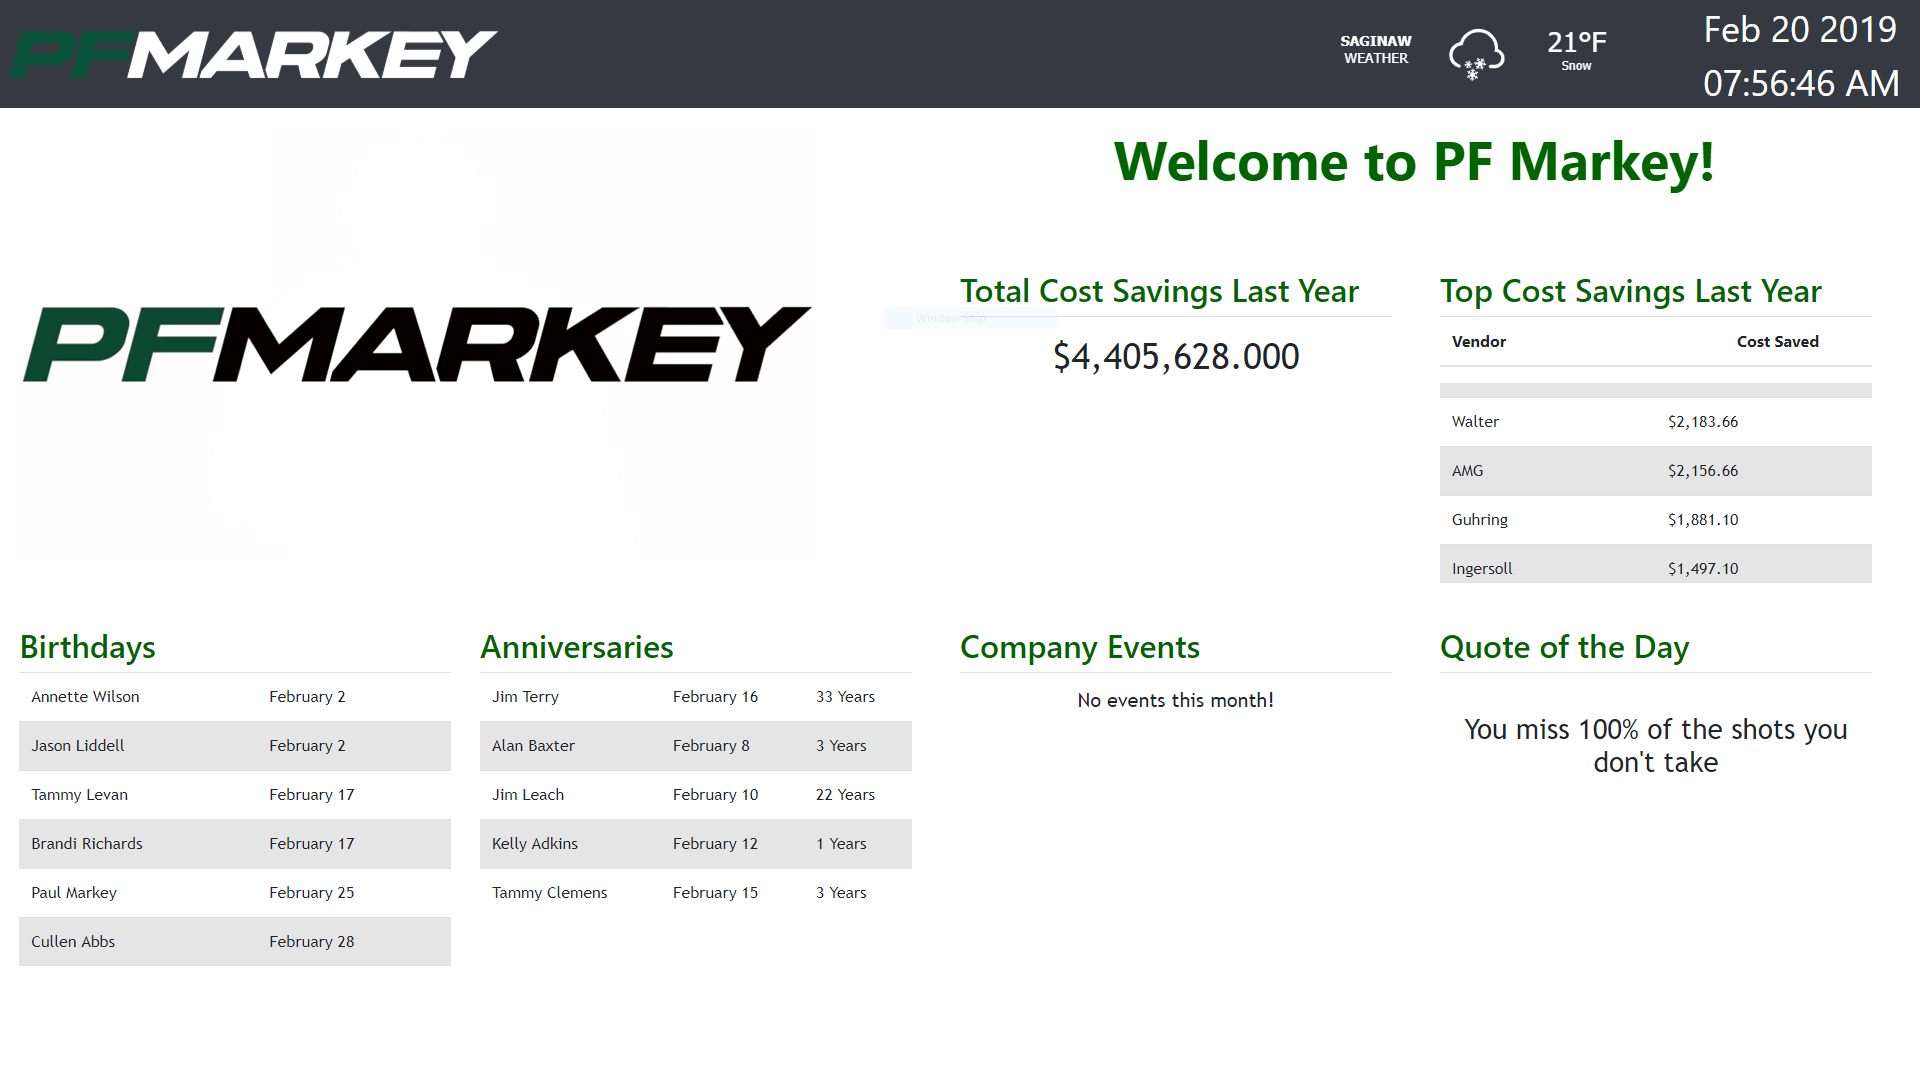 PFMARKEY
SAGINAW
WEATHER
21°F
Snow
Feb 20 2019
07:56:46 AM
Welcome to PF Markey!
PFMARKEY
Total Cost Savings Last Year
Window Snip
$4,405,628.000
Top Cost Savings Last Year
Vendor Cost Saved
Walter $2,183.66
AMG $2,156.66
Guhring $1,881.10
Ingersoll $1,497.10
Birthdays
Annette Wilson February 2
Jason Liddell February 2
Tammy Levan February 17
Brandi Richards February 17
Paul Markey February 25
Cullen Abbs February 28
Anniversaries
Jim Terry February 16 33 Years
Alan Baxter February 8 3 Years
Jim Leach February 10 22 Years
Kelly Adkins February 12 1 Years
Tammy Clemens February 15 3 Years
Company Events
No events this month!
Quote of the Day
You miss 100% of the shots you
don't take